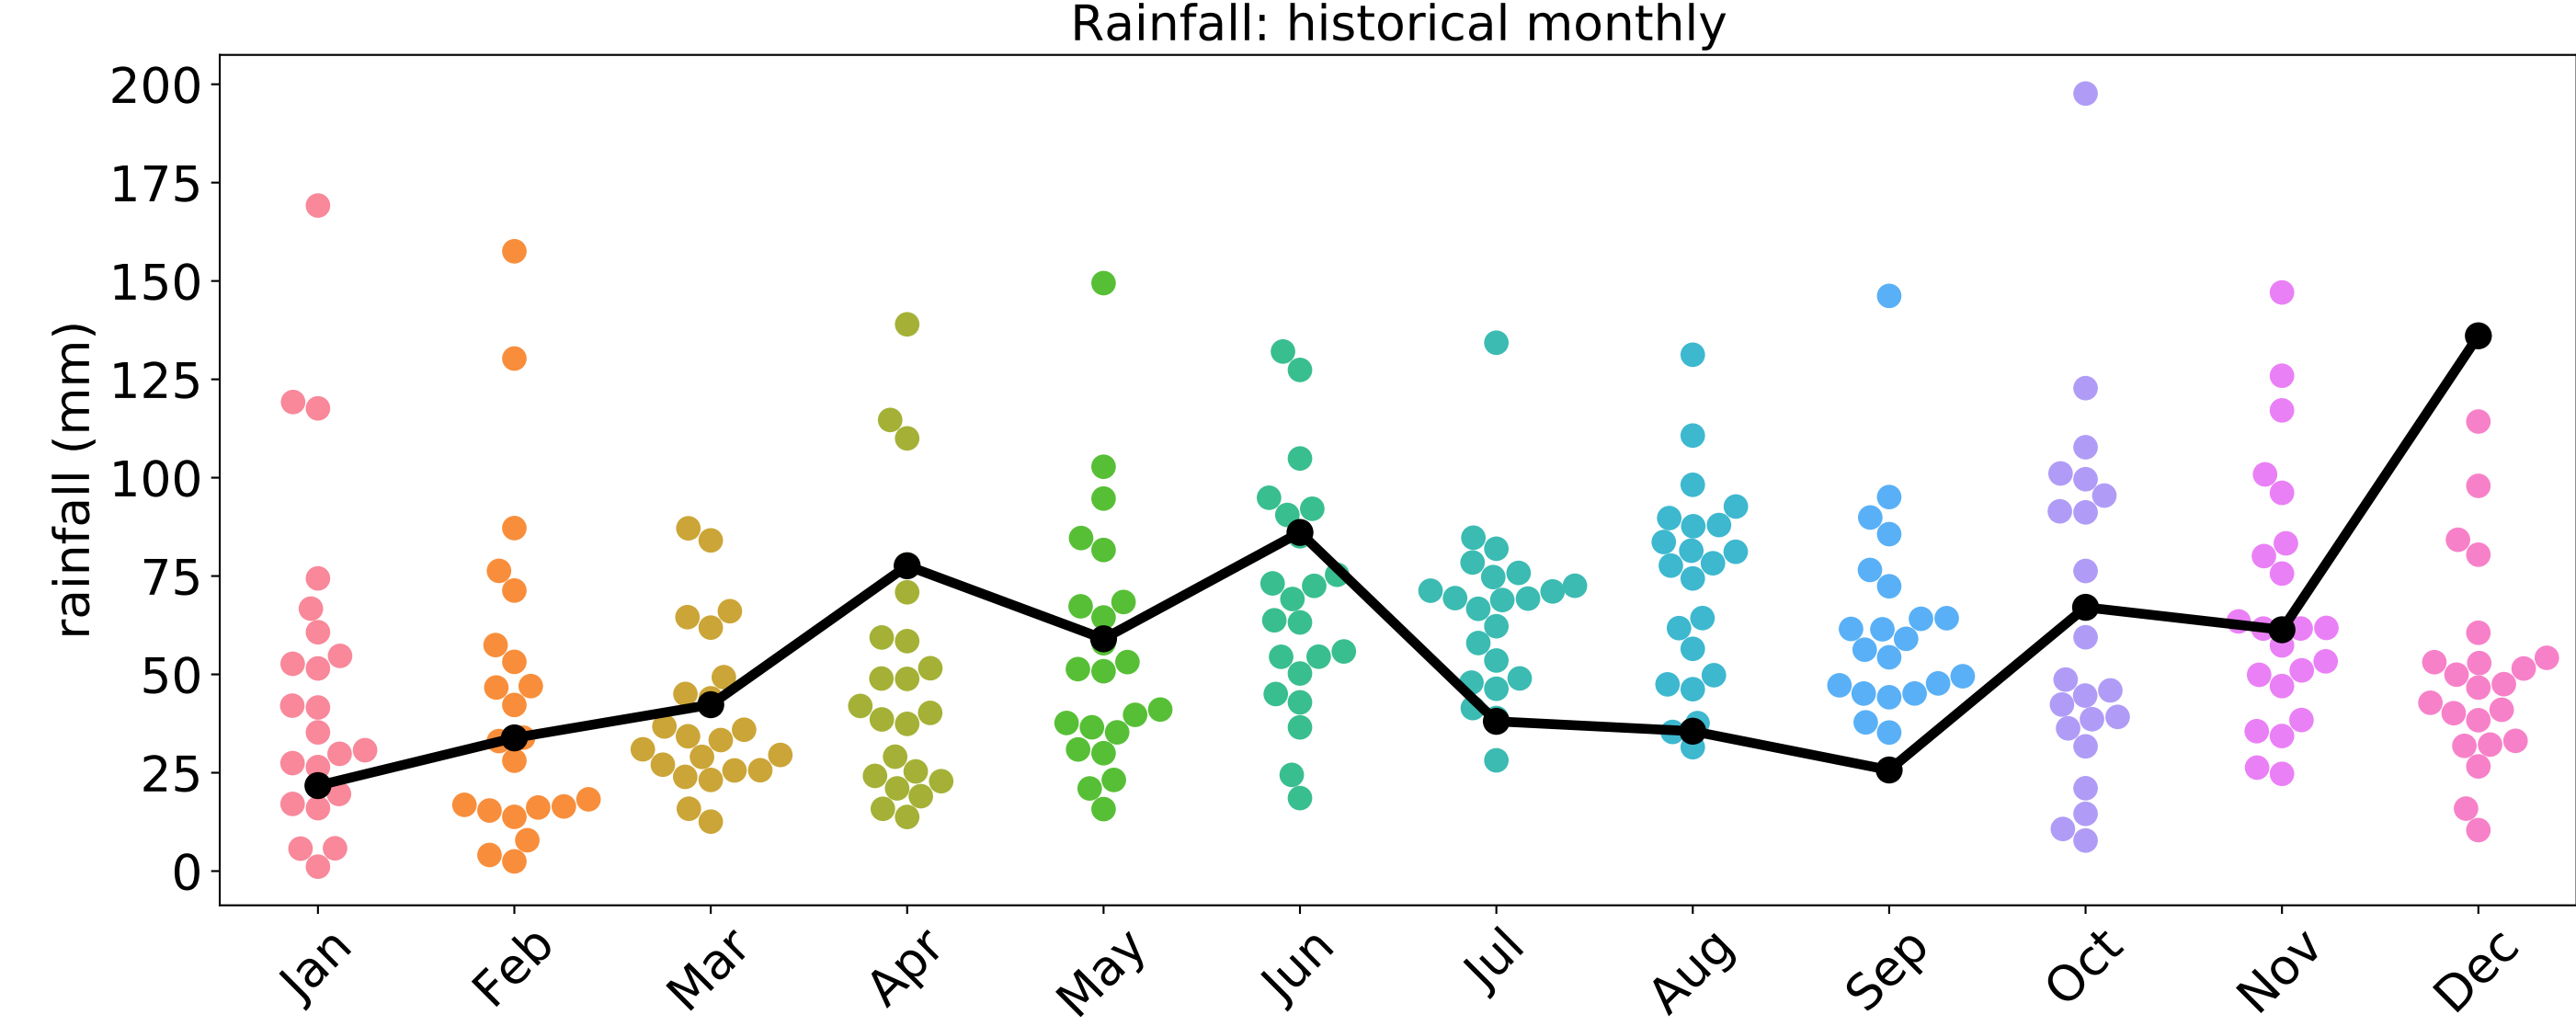 Rainfall: historical monthly
rainfall (mm)
200
175
150
125
100
75
50
25
0
Jan
Feb
Mar
Apr
May
Jun
Jul
Aug
Sep
Oct
Nov
Dec